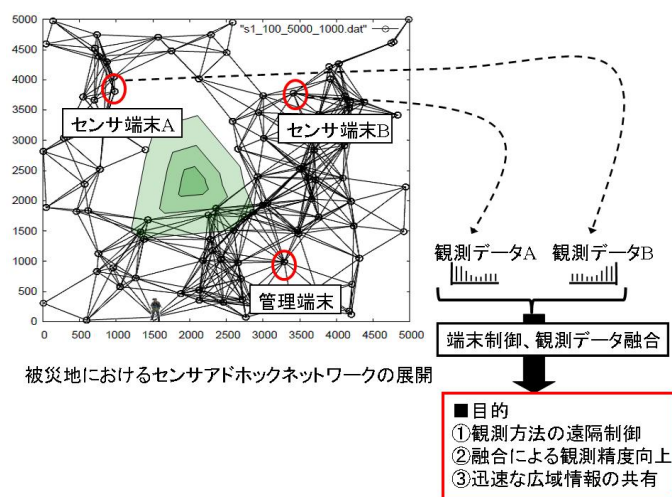 "s1_100_5000_1000.dat"
5000
4500
4000
3500
3000
2500
2000
1500
1000
500
0
0 500 1000 1500 2000 2500 3000 3500 4000 4500 5000
センサ端末A
センサ端末B
管理端末
被災地におけるセンサアドホックネットワークの展開
観測データA 観測データB
端末制御、観測データ融合
■目的
①観測方法の遠隔制御
②融合による観測精度向上
③迅速な広域情報の共有